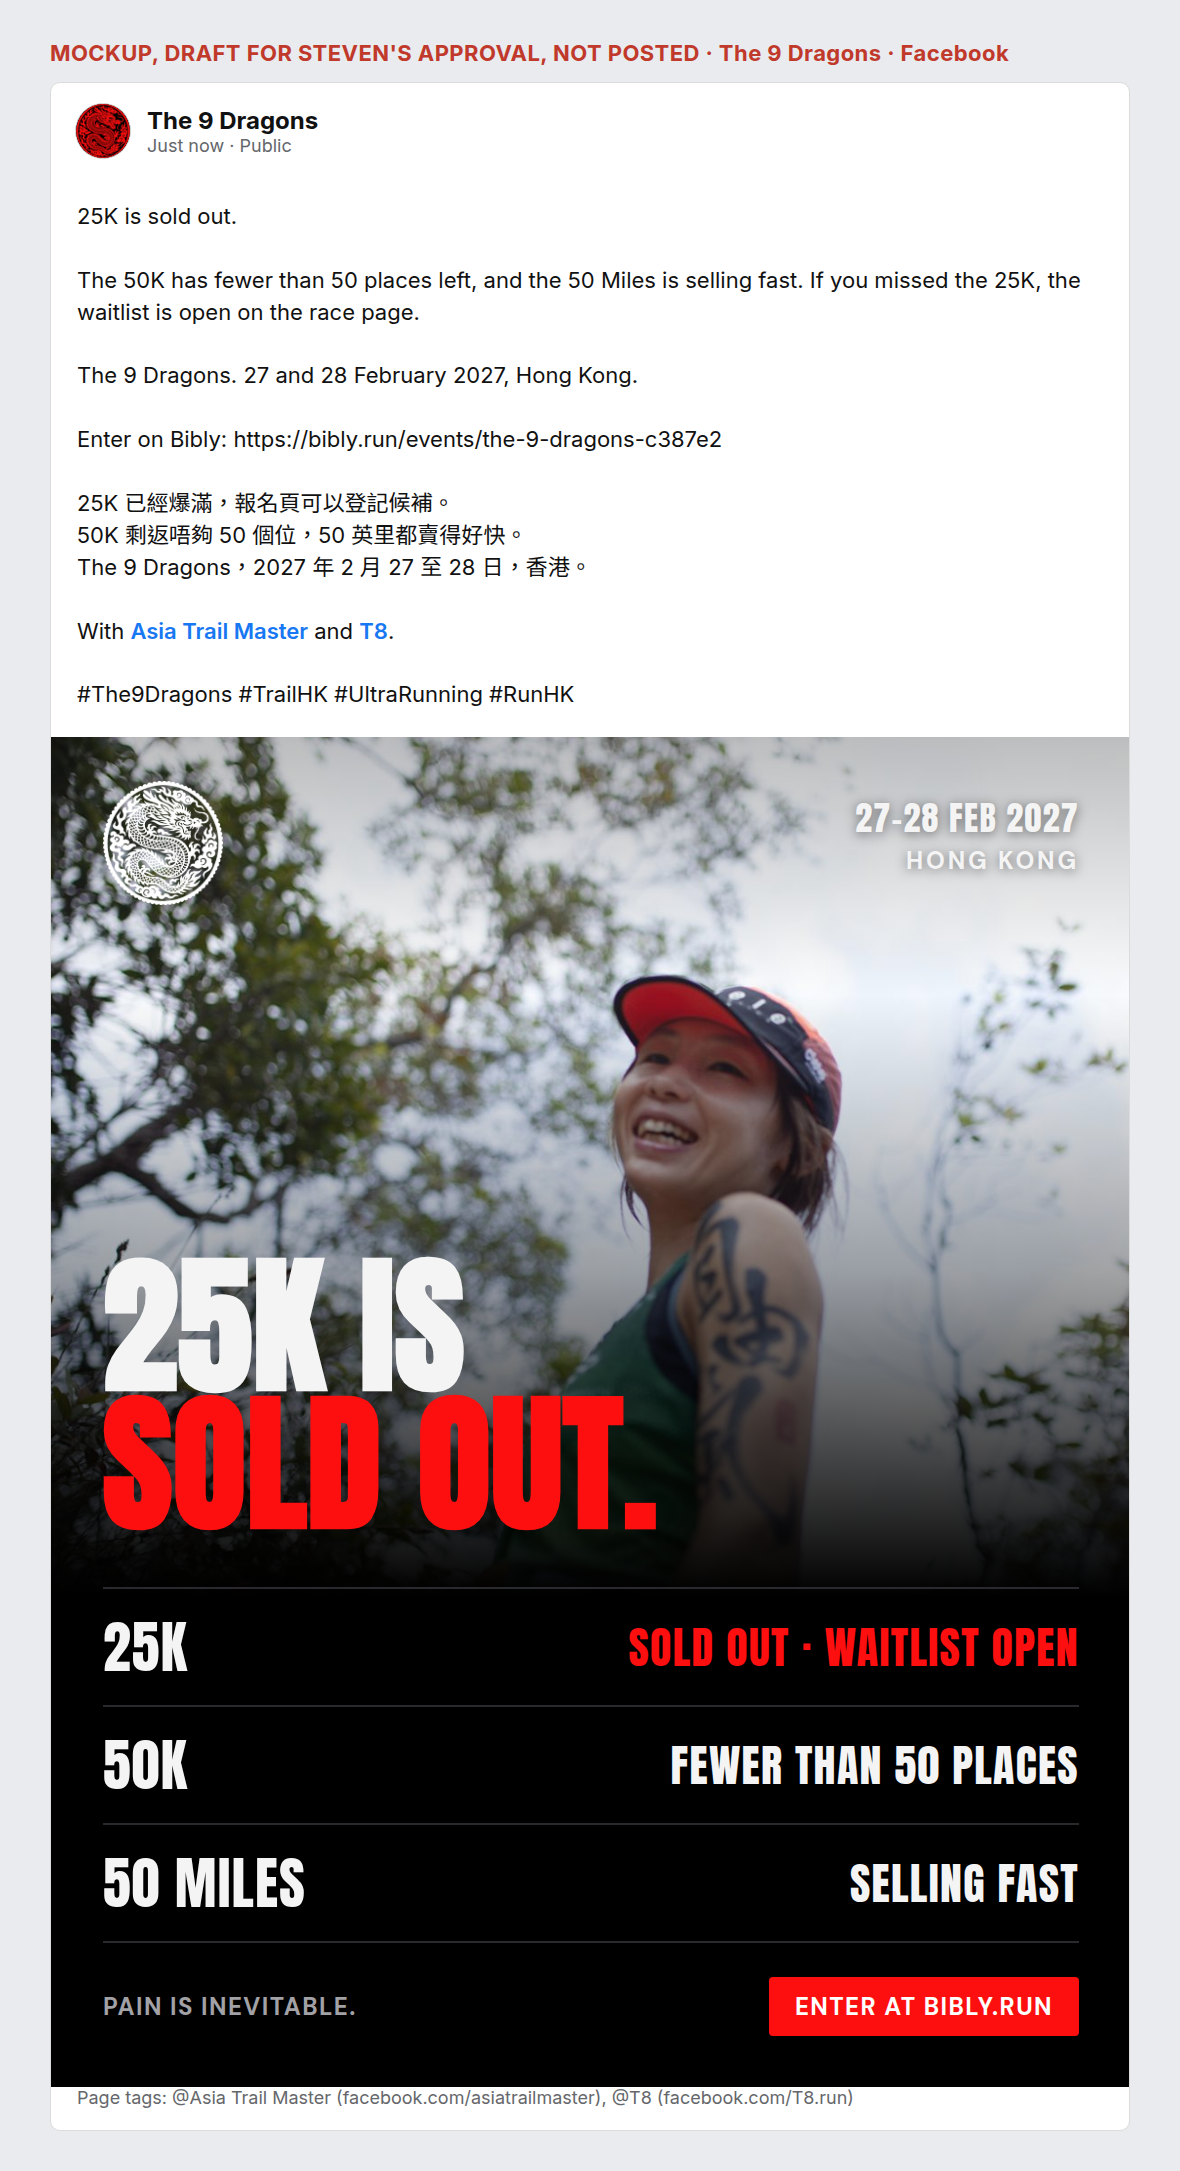 MOCKUP, DRAFT FOR STEVEN'S APPROVAL, NOT POSTED · The 9 Dragons · Facebook
The 9 Dragons
Just now · Public
25K is sold out.
The 50K has fewer than 50 places left, and the 50 Miles is selling fast. If you missed the 25K, the
waitlist is open on the race page.
The 9 Dragons. 27 and 28 February 2027, Hong Kong.
Enter on Bibly: https://bibly.run/events/the-9-dragons-c387e2
25K 已經爆滿，報名頁可以登記候補。
50K 剩返唔夠 50 個位，50 英里都賣得好快。
The 9 Dragons，2027 年 2 月 27 至 28 日，香港。
With Asia Trail Master and T8.
#The9Dragons #TrailHK #UltraRunning #RunHK
27-28 FEB 2027
HONG KONG
25K IS
SOLD OUT.
25K
SOLD OUT · WAITLIST OPEN
50K
FEWER THAN 50 PLACES
50 MILES
SELLING FAST
PAIN IS INEVITABLE.
ENTER AT BIBLY.RUN
Page tags: @Asia Trail Master (facebook.com/asiatrailmaster), @T8 (facebook.com/T8.run)